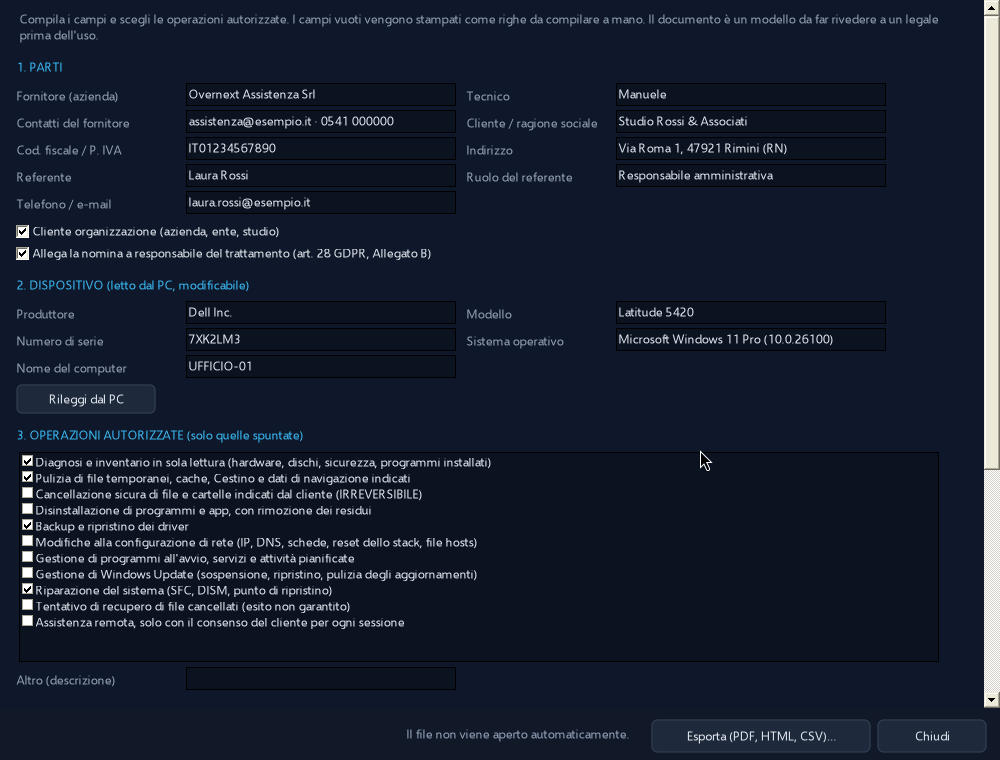 Compila i campi e scegli le operazioni autorizzate. I campi vuoti vengono stampati come righe da compilare a mano. Il documento è un modello da far rivedere a un legale
prima dell'uso.
1. PARTI
Fornitore (azienda) Overnext Assistenza Srl Tecnico Manuele
Contatti del fornitore assistenza@esempio.it · 0541 000000 Cliente / ragione sociale Studio Rossi & Associati
Cod. fiscale / P. IVA IT01234567890 Indirizzo Via Roma 1, 47921 Rimini (RN)
Referente Laura Rossi Ruolo del referente Responsabile amministrativa
Telefono / e-mail laura.rossi@esempio.it
Cliente organizzazione (azienda, ente, studio)
Allega la nomina a responsabile del trattamento (art. 28 GDPR, Allegato B)
2. DISPOSITIVO (letto dal PC, modificabile)
Produttore Dell Inc. Modello Latitude 5420
Numero di serie 7XK2LM3 Sistema operativo Microsoft Windows 11 Pro (10.0.26100)
Nome del computer UFFICIO-01
Rileggi dal PC
3. OPERAZIONI AUTORIZZATE (solo quelle spuntate)
Diagnosi e inventario in sola lettura (hardware, dischi, sicurezza, programmi installati)
Pulizia di file temporanei, cache, Cestino e dati di navigazione indicati
Cancellazione sicura di file e cartelle indicati dal cliente (IRREVERSIBILE)
Disinstallazione di programmi e app, con rimozione dei residui
Backup e ripristino dei driver
Modifiche alla configurazione di rete (IP, DNS, schede, reset dello stack, file hosts)
Gestione di programmi all'avvio, servizi e attività pianificate
Gestione di Windows Update (sospensione, ripristino, pulizia degli aggiornamenti)
Riparazione del sistema (SFC, DISM, punto di ripristino)
Tentativo di recupero di file cancellati (esito non garantito)
Assistenza remota, solo con il consenso del cliente per ogni sessione
Altro (descrizione)
Il file non viene aperto automaticamente. Esporta (PDF, HTML, CSV)... Chiudi